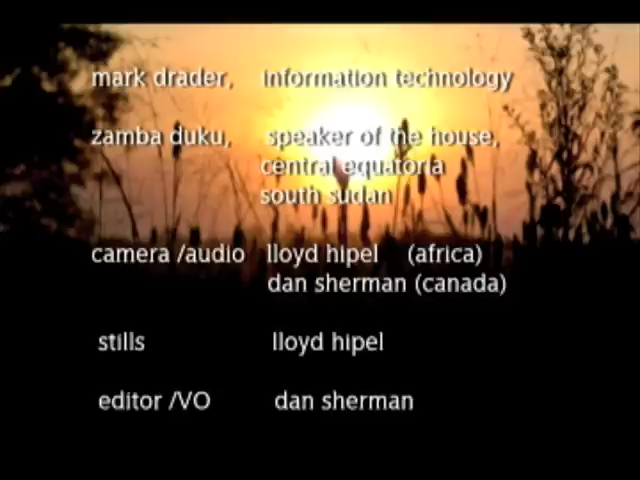 mark drader, information technology
zamba duku, speaker of the house,
central equatoria
south sudan
camera /audio lloyd hipel (africa)
dan sherman (canada)
stills lloyd hipel
editor /VO dan sherman